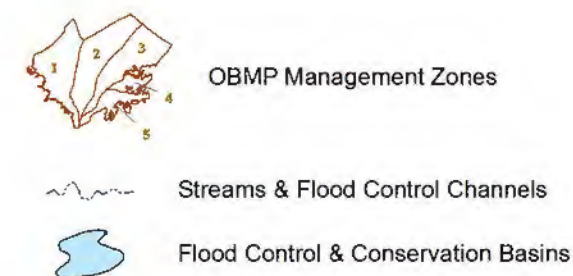 1
2
3
4
5
OBMP Management Zones
Streams & Flood Control Channels
Flood Control & Conservation Basins